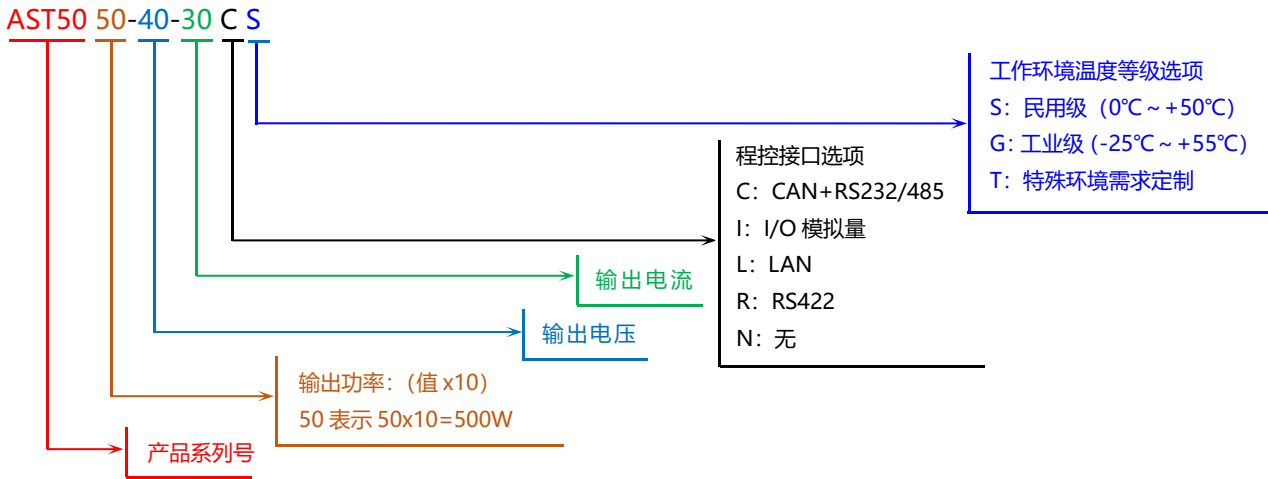 AST50 50-40-30 C S
工作环境温度等级选项
S：民用级（0℃～+50℃）
G：工业级（-25℃～+55℃）
T：特殊环境需求定制
程控接口选项
C：CAN+RS232/485
I：I/O 模拟量
L：LAN
R：RS422
N：无
输出电流
输出电压
输出功率：（值 x10）
50 表示 50x10=500W
产品系列号